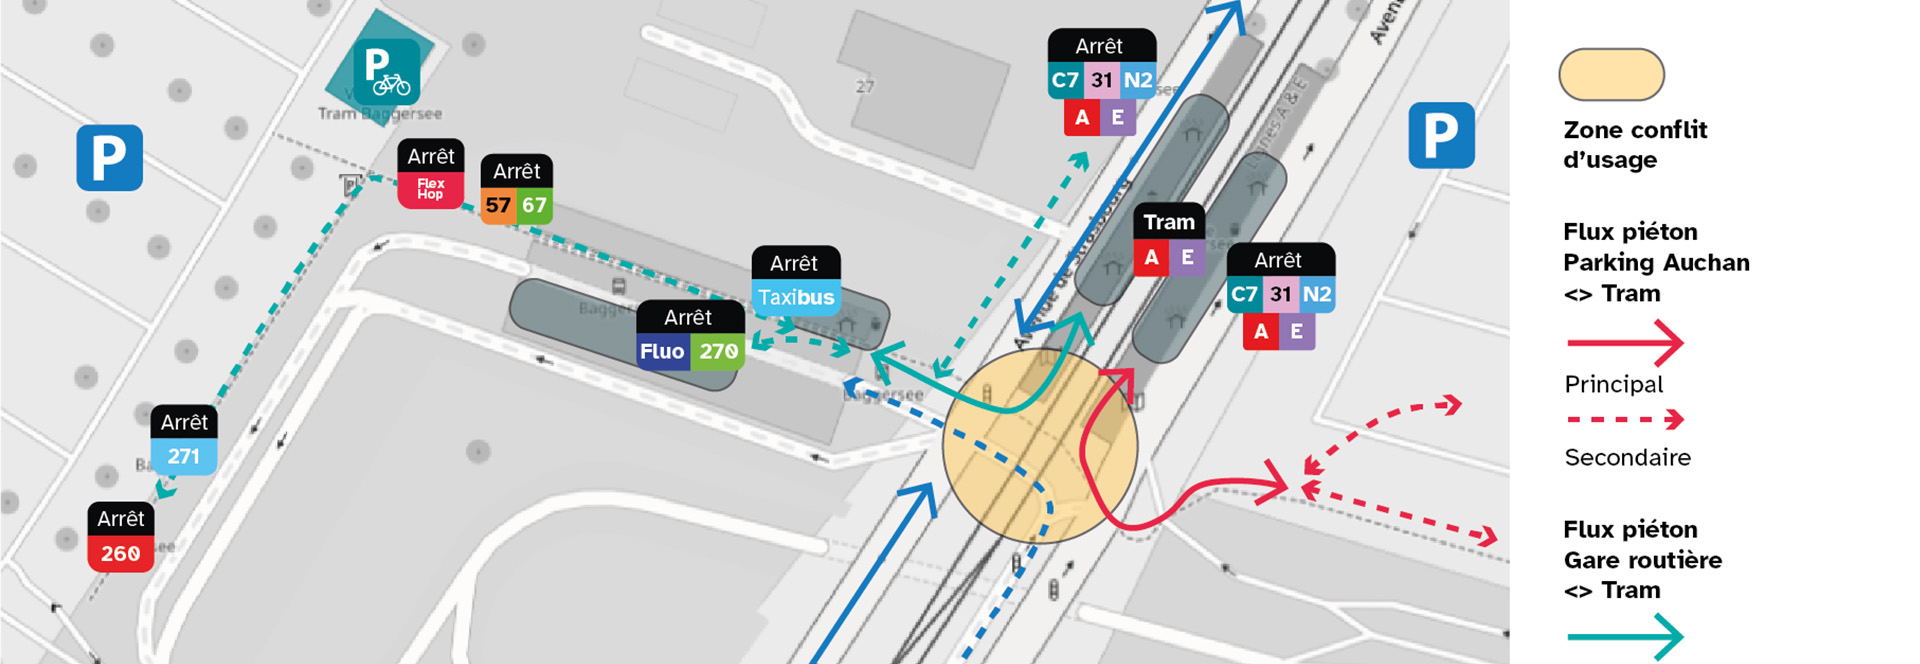 P
P
Tram Baggersee
Arrêt
Flex
Hop
Arrêt
57 67
27
Arrêt
C7 31 N2
A E
Lignes A & E
P
Tram
A E
Arrêt
C7 31 N2
A E
Avenue de Strasbourg
Arrêt
Taxibus
Arrêt
Fluo 270
Baggersee
Arrêt
271
Arrêt
260
Zone conflit
d’usage
Flux piéton
Parking Auchan
<> Tram
Principal
Secondaire
Flux piéton
Gare routière
<> Tram